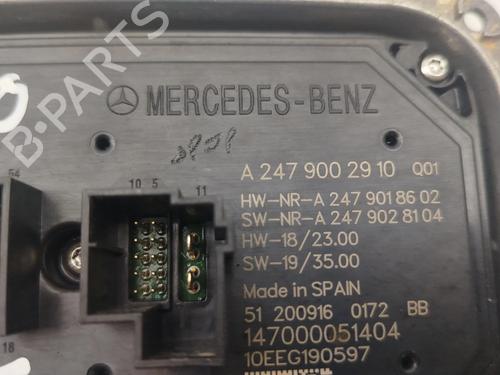 MERCEDES-BENZ
A 247 900 29 10 Q01
HW-NR-A 247 901 86 02
SW-NR-A 247 902 81 04
HW-18/23.00
SW-19/35.00
Made in SPAIN
51 200916 0172 BB
147000051404
10EEG190597
10 5
11
54
18
B-PARTS
B-PARTS
B-PARTS